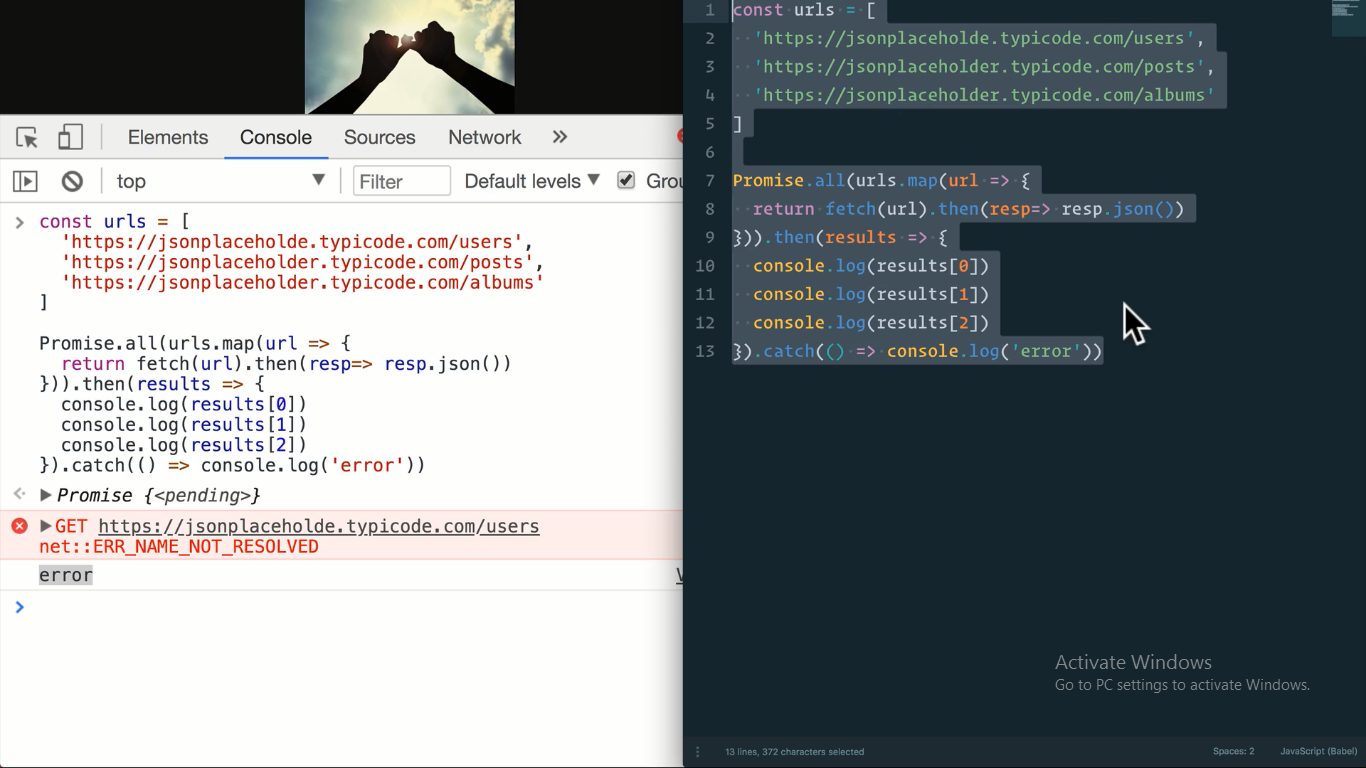 Elements Console Sources Network »
top ▼ Filter Default levels ▼ Grou
> const urls = [
'https://jsonplaceholde.typicode.com/users',
'https://jsonplaceholder.typicode.com/posts',
'https://jsonplaceholder.typicode.com/albums'
]
Promise.all(urls.map(url => {
return fetch(url).then(resp=> resp.json())
})).then(results => {
console.log(results[0])
console.log(results[1])
console.log(results[2])
}).catch(() => console.log('error'))
Promise {<pending>}
GET https://jsonplaceholde.typicode.com/users
net::ERR_NAME_NOT_RESOLVED
error
>
1 const urls = [
2 'https://jsonplaceholde.typicode.com/users',
3 'https://jsonplaceholder.typicode.com/posts',
4 'https://jsonplaceholder.typicode.com/albums'
5 ]
6
7 Promise.all(urls.map(url => {
8 return fetch(url).then(resp=> resp.json())
9 })).then(results => {
10 console.log(results[0])
11 console.log(results[1])
12 console.log(results[2])
13 }).catch(() => console.log('error'))
Activate Windows
Go to PC settings to activate Windows.
13 lines, 372 characters selected Spaces: 2 JavaScript (Babel)